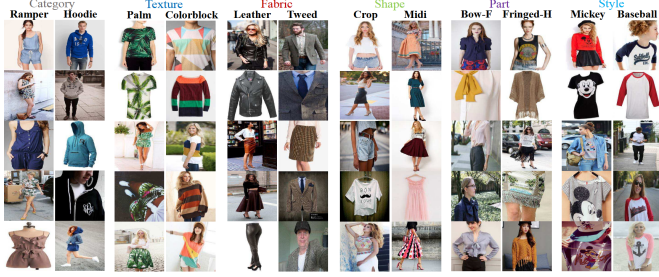 Category Texture Fabric Shape Part Style
Ramper Hoodie Palm Colorblock Leather Tweed Crop Midi Bow-F Fringed-H Mickey Baseball